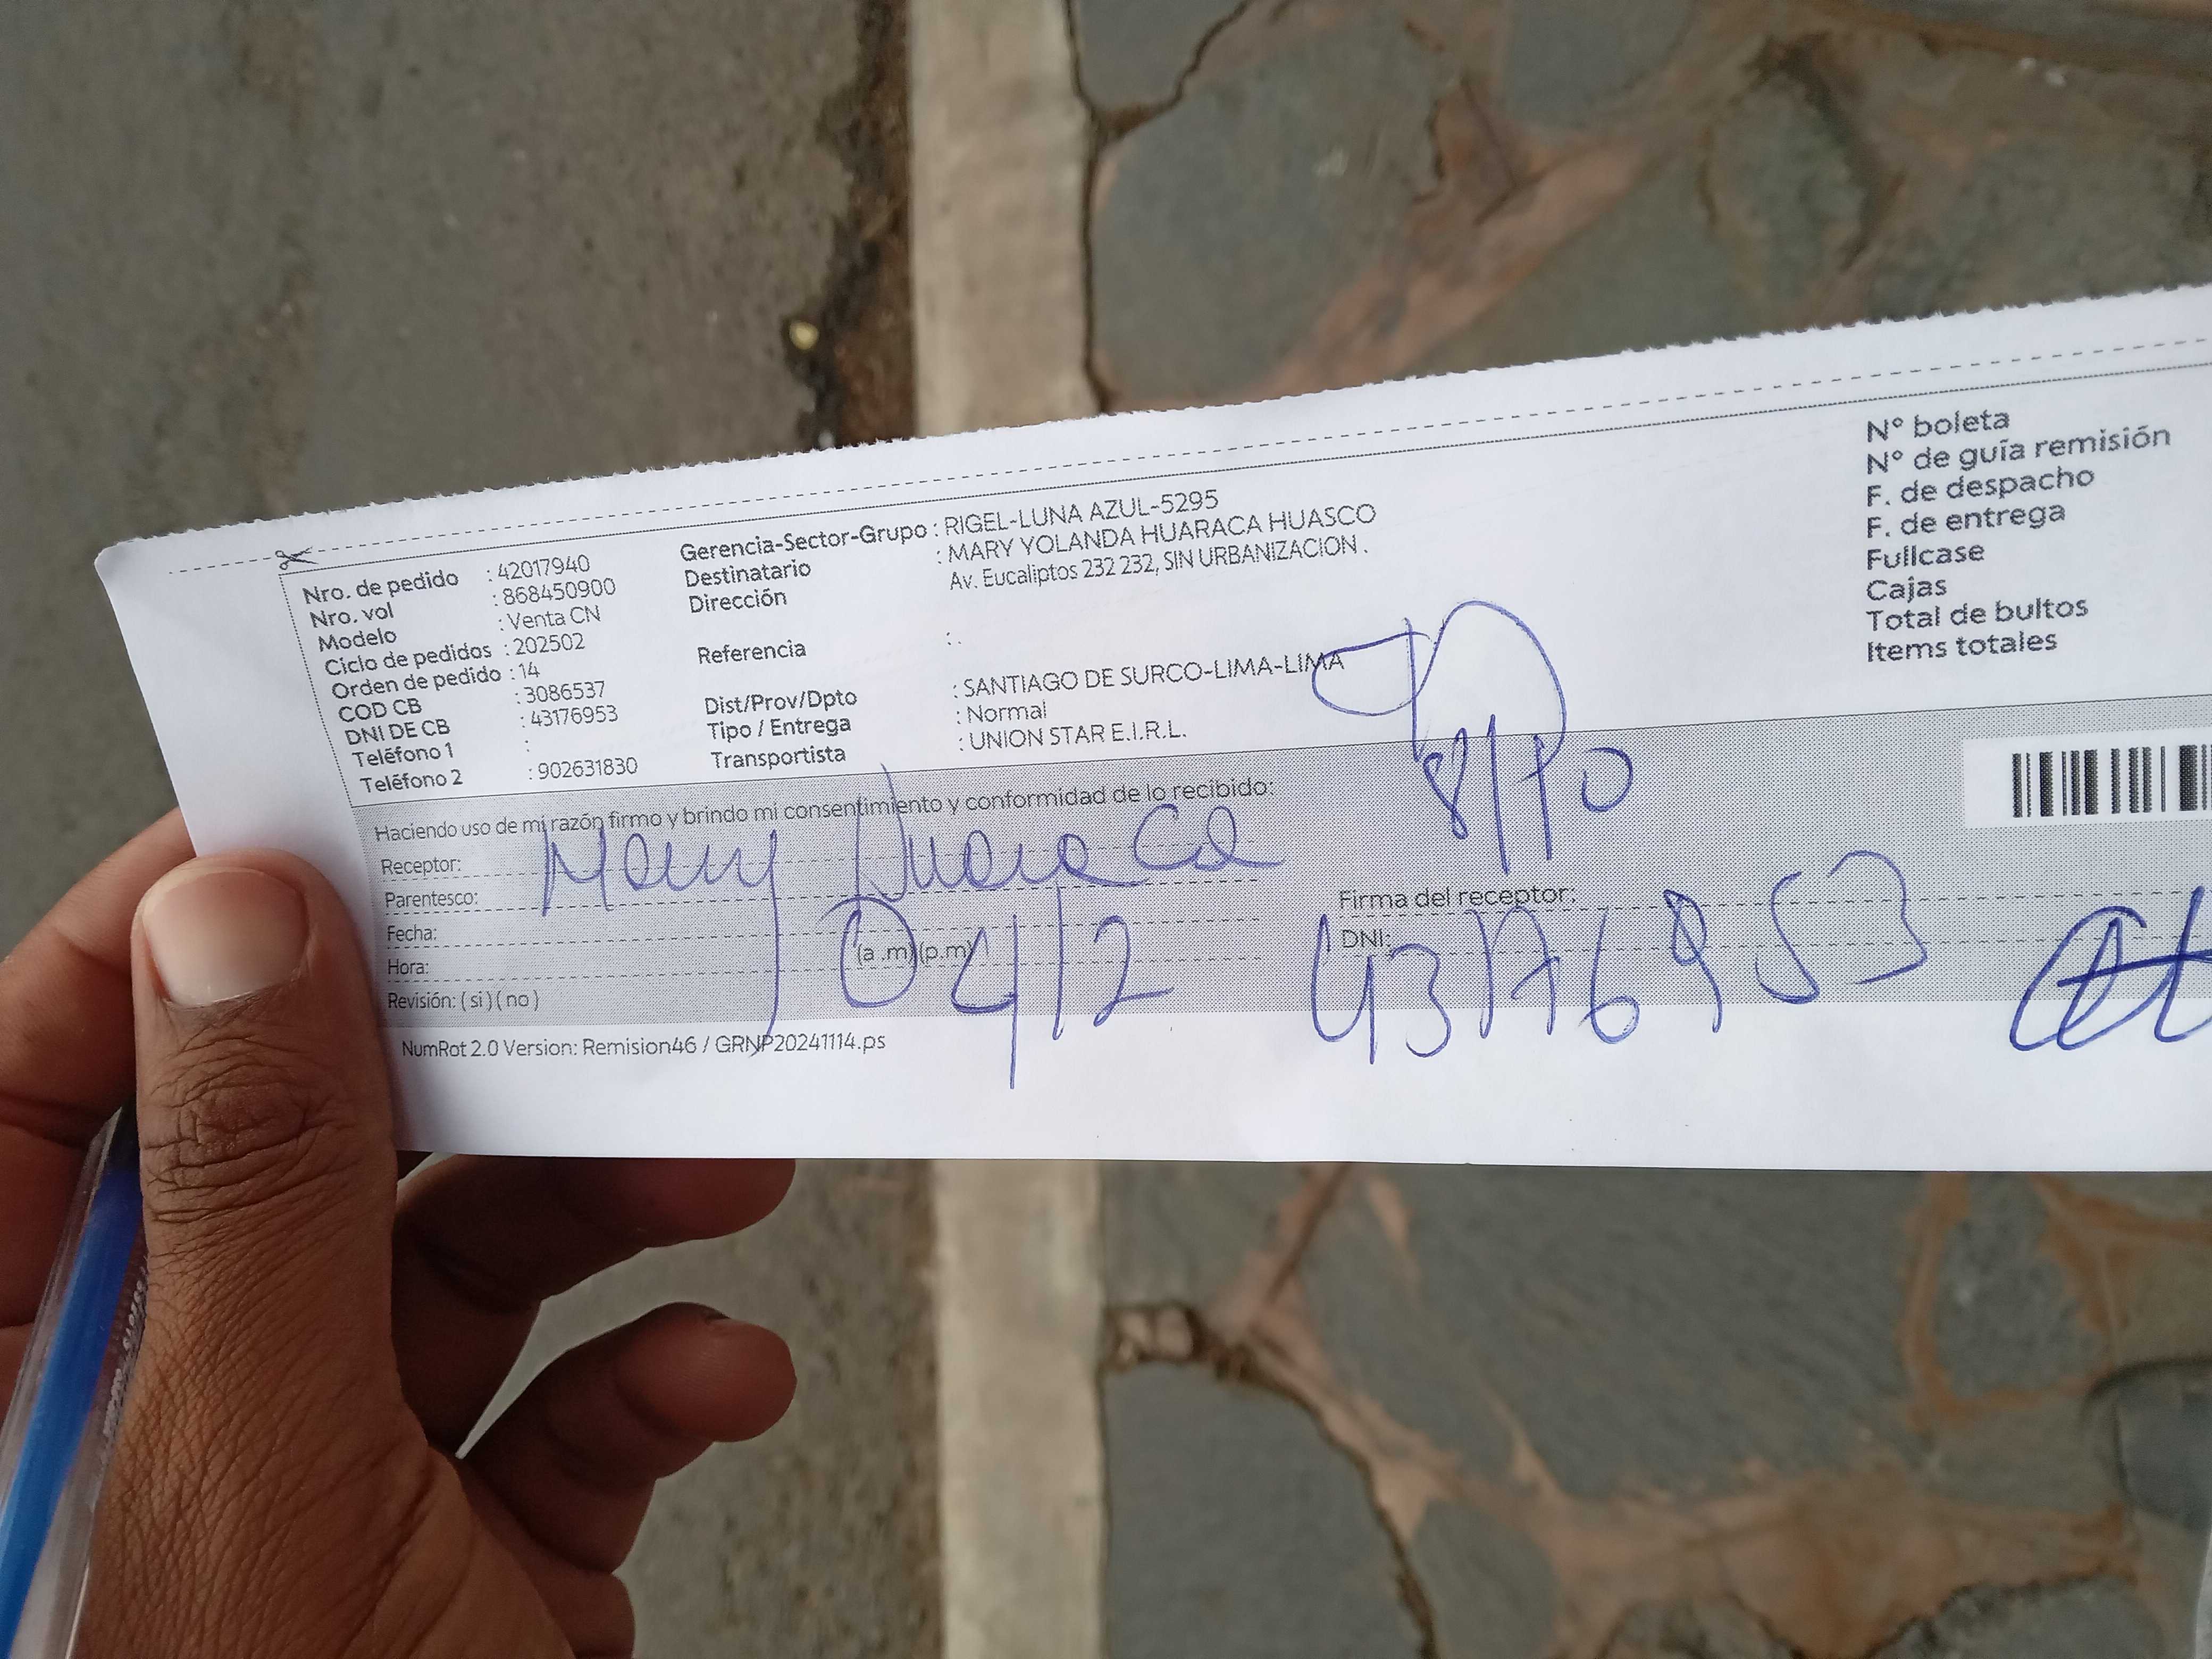 Nro. de pedido : 42017940
Nro. vol : 868450900
Modelo : Venta CN
Ciclo de pedidos : 202502
Orden de pedido : 14
COD CB : 3086537
DNI DE CB : 43176953
Teléfono 1 :
Teléfono 2 : 902631830
Gerencia-Sector-Grupo : RIGEL-LUNA AZUL-5295
Destinatario : MARY YOLANDA HUARACA HUASCO
Dirección Av. Eucaliptos 232 232, SIN URBANIZACION .
Referencia : .
Dist/Prov/Dpto : SANTIAGO DE SURCO-LIMA-LIMA
Tipo / Entrega : Normal
Transportista : UNION STAR E.I.R.L.
N° boleta
N° de guía remisión
F. de despacho
F. de entrega
Fullcase
Cajas
Total de bultos
Items totales
Haciendo uso de mi razón firmo y brindo mi consentimiento y conformidad de lo recibido:
Receptor: Mary Huaraca
Parentesco:
Fecha: 04/2
Hora: (a .m) (p.m)
Revisión: ( si ) ( no )
Firma del receptor:
DNI: 43176953
NumRot 2.0 Version: Remision46 / GRNP20241114.ps